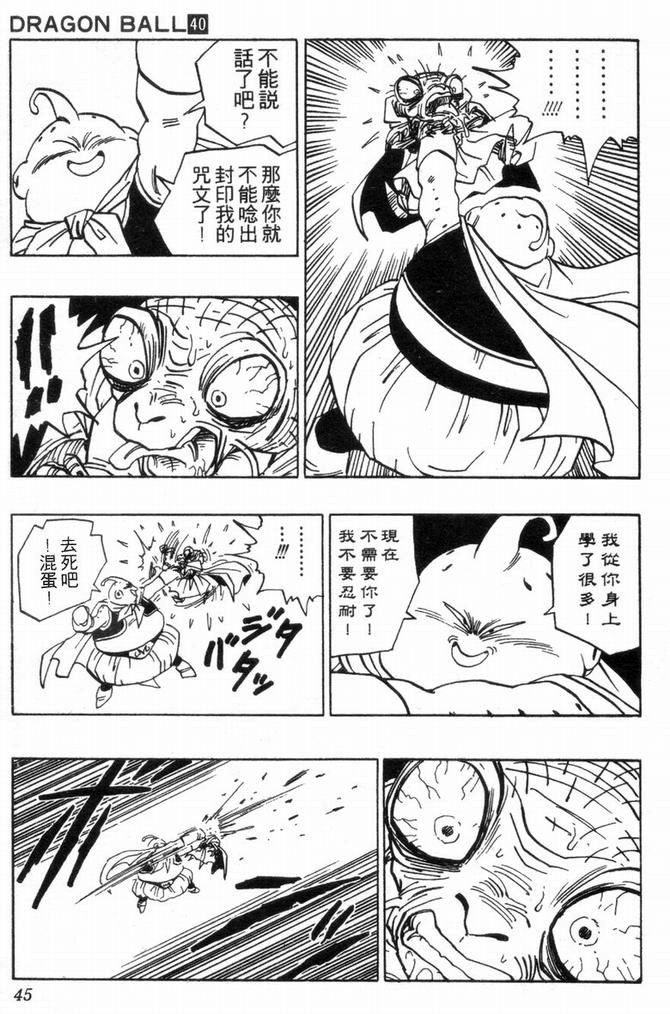 DRAGON BALL 40
………
………
…!!!!
不能說
話了吧？
那麼你就
不能唸出
封印我的
咒文了！
我從你身上
學了很多！
現在
不需要你了！
我不要忍耐！
………
…!!!
去死吧
！混蛋！
ジタ
バタッ
45